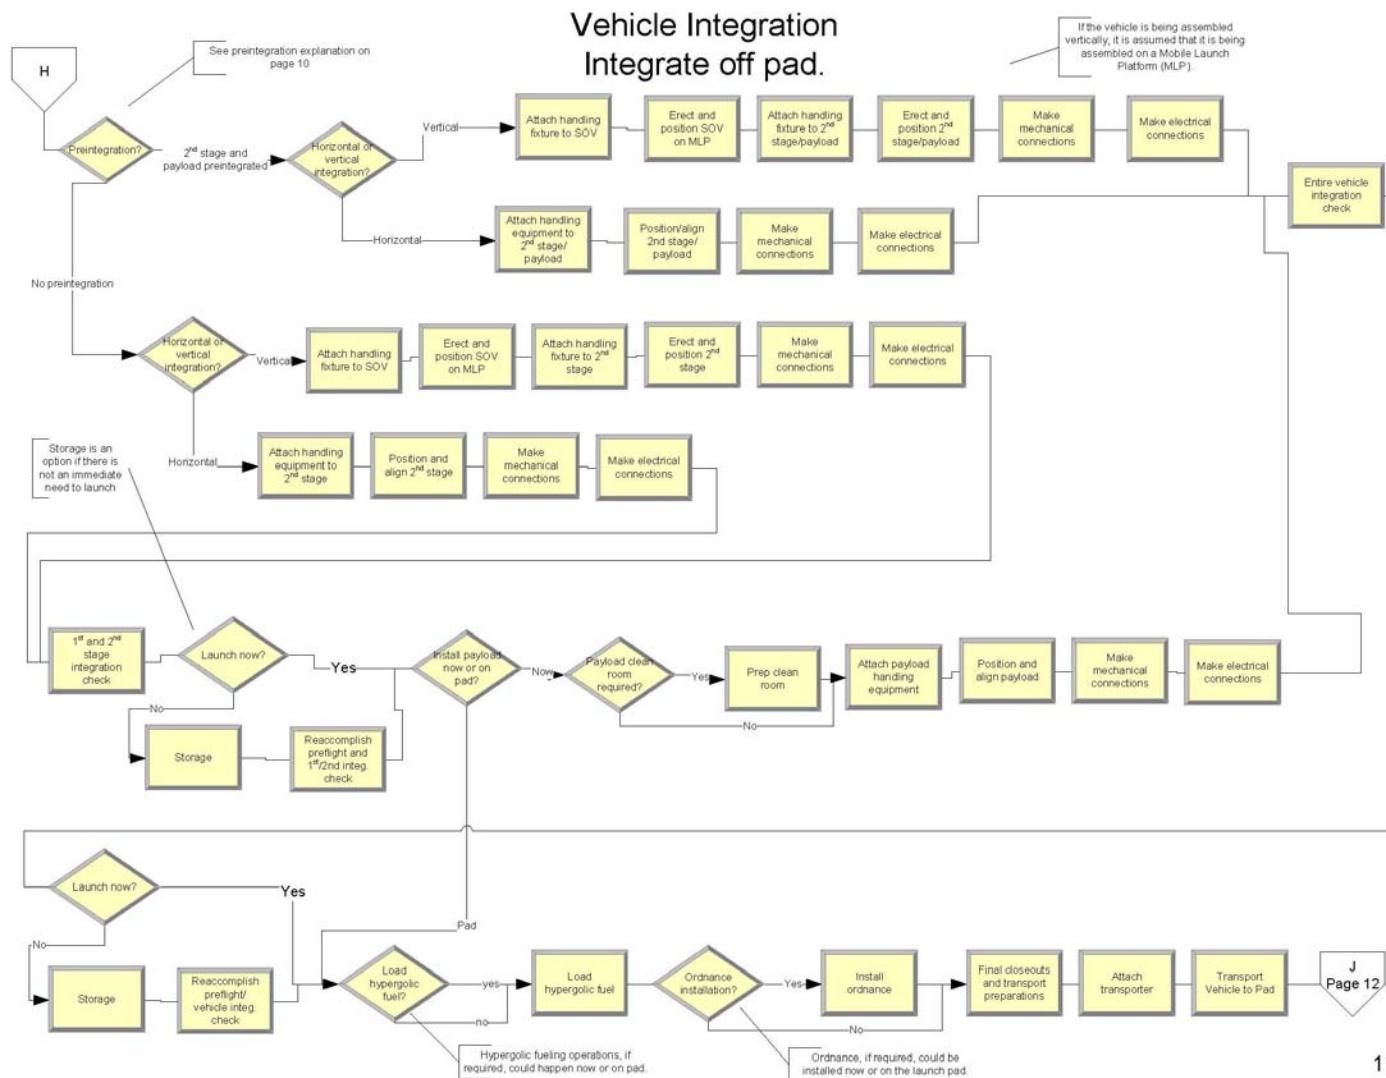 Vehicle Integration
Integrate off pad.
H
See preintegration explanation on
page 10
If the vehicle is being assembled
vertically, it is assumed that it is being
assembled on a Mobile Launch
Platform (MLP).
Preintegration?
2nd stage and
payload preintegrated
Horizontal or
vertical
integration?
Vertical
Attach handling
fixture to SOV
Erect and
position SOV
on MLP
Attach handling
fixture to 2nd
stage/payload
Erect and
position 2nd
stage/payload
Make
mechanical
connections
Make electrical
connections
Entire vehicle
integration
check
Horizontal
Attach handling
equipment to
2nd stage/
payload
Position/align
2nd stage/
payload
Make
mechanical
connections
Make electrical
connections
No preintegration
Horizontal or
vertical
integration?
Vertical
Attach handling
fixture to SOV
Erect and
position SOV
on MLP
Attach handling
fixture to 2nd
stage
Erect and
position 2nd
stage
Make
mechanical
connections
Make electrical
connections
Storage is an
option if there is
not an immediate
need to launch
Horizontal
Attach handling
equipment to
2nd stage
Position and
align 2nd stage
Make
mechanical
connections
Make electrical
connections
1st and 2nd
stage
integration
check
Launch now?
Yes
Install payload
now or on
pad?
Now
Payload clean
room
required?
Yes
Prep clean
room
Attach payload
handling
equipment
Position and
align payload
Make
mechanical
connections
Make electrical
connections
No
No
Storage
Reaccomplish
preflight and
1st/2nd integ.
check
Launch now?
Yes
Pad
No
Storage
Reaccomplish
preflight/
vehicle integ.
check
Load
hypergolic
fuel?
yes
no
Load
hypergolic fuel
Ordnance
installation?
Yes
No
Install
ordnance
Final closeouts
and transport
preparations
Attach
transporter
Transport
Vehicle to Pad
J
Page 12
Hypergolic fueling operations, if
required, could happen now or on pad.
Ordnance, if required, could be
installed now or on the launch pad.
1